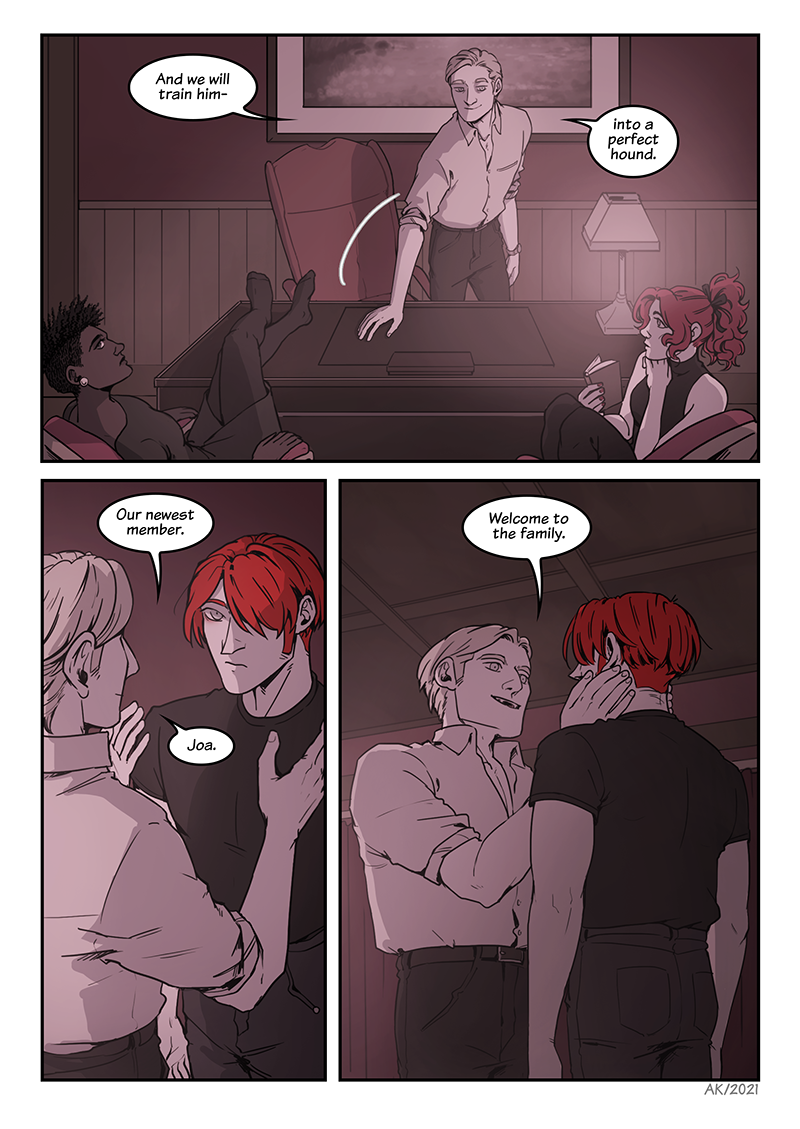 And we will
train him-
into a
perfect
hound.
Our newest
member.
Joa.
Welcome to
the family.
AK/2021